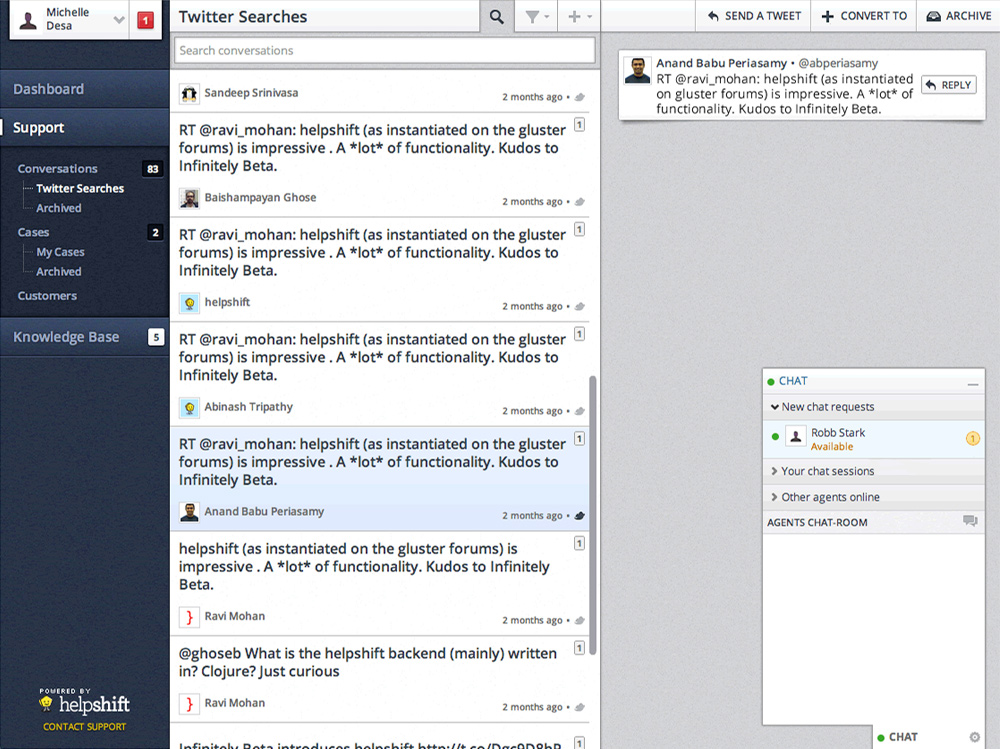 Michelle
Desa
1
Dashboard
Support
Conversations 83
Twitter Searches
Archived
Cases 2
My Cases
Archived
Customers
Knowledge Base 5
POWERED BY
helpshift
CONTACT SUPPORT
Twitter Searches
Search conversations
Sandeep Srinivasa
2 months ago •
RT @ravi_mohan: helpshift (as instantiated on the gluster
forums) is impressive . A *lot* of functionality. Kudos to
Infinitely Beta.
1
Baishampayan Ghose
2 months ago •
RT @ravi_mohan: helpshift (as instantiated on the gluster
forums) is impressive . A *lot* of functionality. Kudos to
Infinitely Beta.
1
helpshift
2 months ago •
RT @ravi_mohan: helpshift (as instantiated on the gluster
forums) is impressive . A *lot* of functionality. Kudos to
Infinitely Beta.
1
Abinash Tripathy
2 months ago •
RT @ravi_mohan: helpshift (as instantiated on the gluster
forums) is impressive . A *lot* of functionality. Kudos to
Infinitely Beta.
1
Anand Babu Periasamy
2 months ago •
helpshift (as instantiated on the gluster forums) is
impressive . A *lot* of functionality. Kudos to Infinitely
Beta.
1
Ravi Mohan
2 months ago •
@ghoseb What is the helpshift backend (mainly) written
in? Clojure? Just curious
1
Ravi Mohan
2 months ago •
Infinitely Beta introduces helpshift
1
SEND A TWEET
CONVERT TO
ARCHIVE
Anand Babu Periasamy • @abperiasamy
RT @ravi_mohan: helpshift (as instantiated
on gluster forums) is impressive. A *lot* of
functionality. Kudos to Infinitely Beta.
REPLY
CHAT
New chat requests
Robb Stark
Available
1
Your chat sessions
Other agents online
AGENTS CHAT-ROOM
CHAT